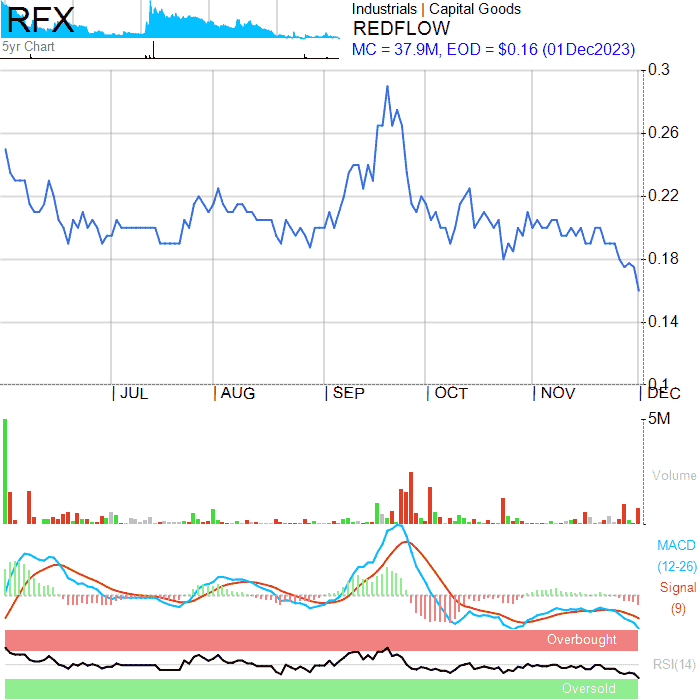 RFX
5yr Chart
Industrials | Capital Goods
REDFLOW
MC = 37.9M, EOD = $0.16 (01Dec2023)
0.3
0.26
0.22
0.18
0.14
0.1
JUL AUG SEP OCT NOV DEC
5M
Volume
MACD
(12-26)
Signal
(9)
Overbought
RSI(14)
Oversold